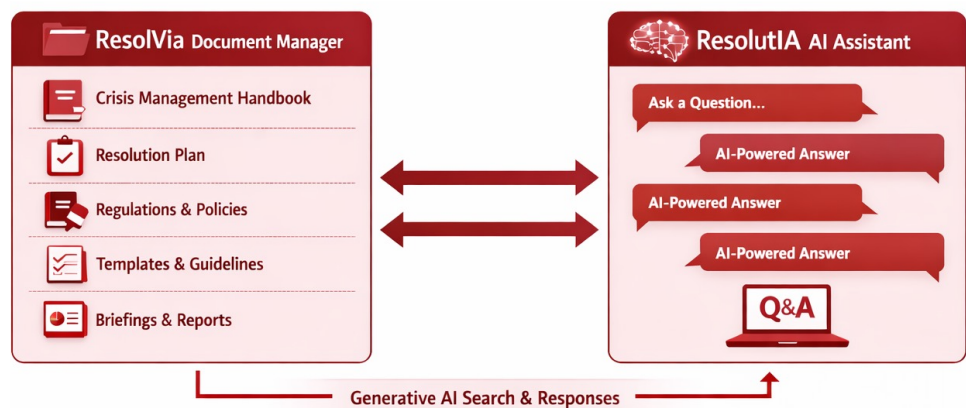 ResolVia Document Manager
Crisis Management Handbook
Resolution Plan
Regulations & Policies
Templates & Guidelines
Briefings & Reports
ResolutIA AI Assistant
Ask a Question...
AI-Powered Answer
AI-Powered Answer
AI-Powered Answer
Q&A
Generative AI Search & Responses